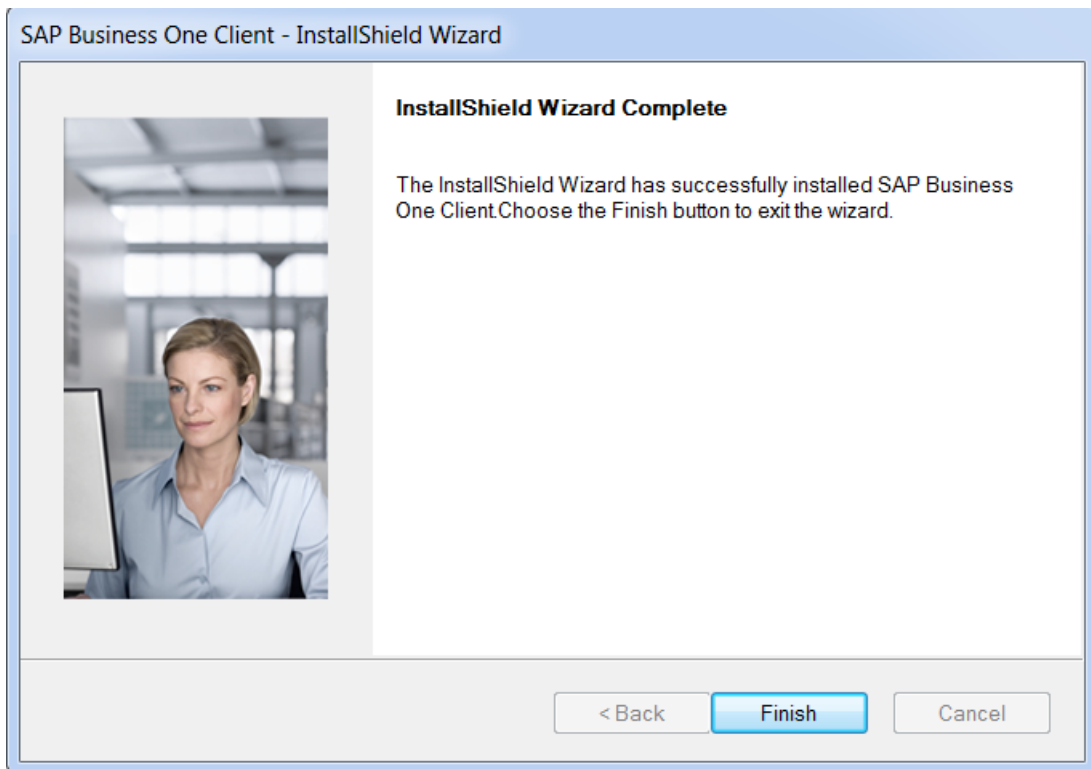 SAP Business One Client - InstallShield Wizard
InstallShield Wizard Complete
The InstallShield Wizard has successfully installed SAP Business
One Client.Choose the Finish button to exit the wizard.
< Back
Finish
Cancel